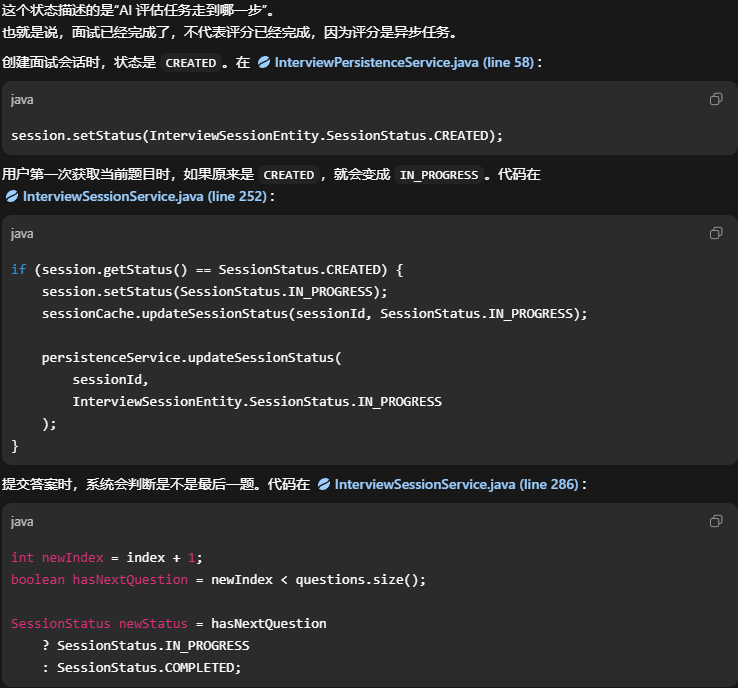 这个状态描述的是“AI 评估任务走到哪一步”。
也就是说，面试已经完成了，不代表评分已经完成，因为评分是异步任务。
创建面试会话时，状态是 CREATED 。在 InterviewPersistenceService.java (line 58)：
java
session.setStatus(InterviewSessionEntity.SessionStatus.CREATED);
用户第一次获取当前题目时，如果原来是 CREATED ，就会变成 IN_PROGRESS 。代码在
InterviewSessionService.java (line 252)：
java
if (session.getStatus() == SessionStatus.CREATED) {
    session.setStatus(SessionStatus.IN_PROGRESS);
    sessionCache.updateSessionStatus(sessionId, SessionStatus.IN_PROGRESS);

    persistenceService.updateSessionStatus(
        sessionId,
        InterviewSessionEntity.SessionStatus.IN_PROGRESS
    );
}
提交答案时，系统会判断是不是最后一题。代码在 InterviewSessionService.java (line 286)：
java
int newIndex = index + 1;
boolean hasNextQuestion = newIndex < questions.size();

SessionStatus newStatus = hasNextQuestion
    ? SessionStatus.IN_PROGRESS
    : SessionStatus.COMPLETED;